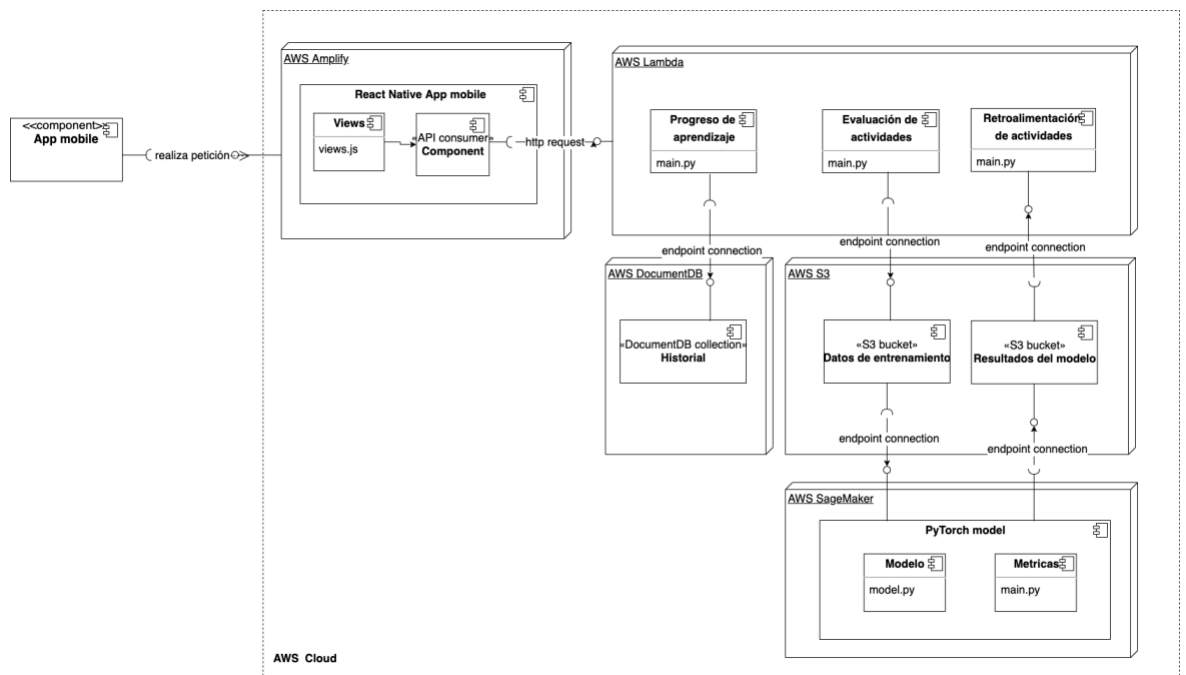 <<component>>
App mobile
realiza petición
AWS Amplify
React Native App mobile
Views
views.js
«API consumer»
Component
http request
AWS Lambda
Progreso de
aprendizaje
main.py
Evaluación de
actividades
main.py
Retroalimentación
de actividades
main.py
endpoint connection
endpoint connection
endpoint connection
AWS DocumentDB
«DocumentDB collection»
Historial
AWS S3
«S3 bucket»
Datos de entrenamiento
«S3 bucket»
Resultados del modelo
endpoint connection
endpoint connection
AWS SageMaker
PyTorch model
Modelo
model.py
Metricas
main.py
AWS Cloud